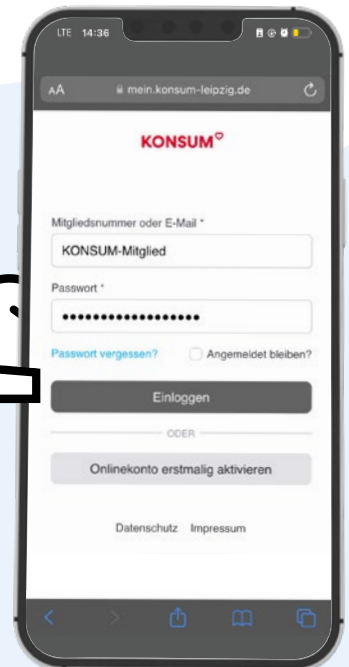 LTE 14:36
AA mein.konsum-leipzig.de
KONSUM
Mitgliedsnummer oder E-Mail *
KONSUM-Mitglied
Passwort *
••••••••••••••••••
Passwort vergessen? Angemeldet bleiben?
Einloggen
ODER
Onlinekonto erstmalig aktivieren
Datenschutz Impressum